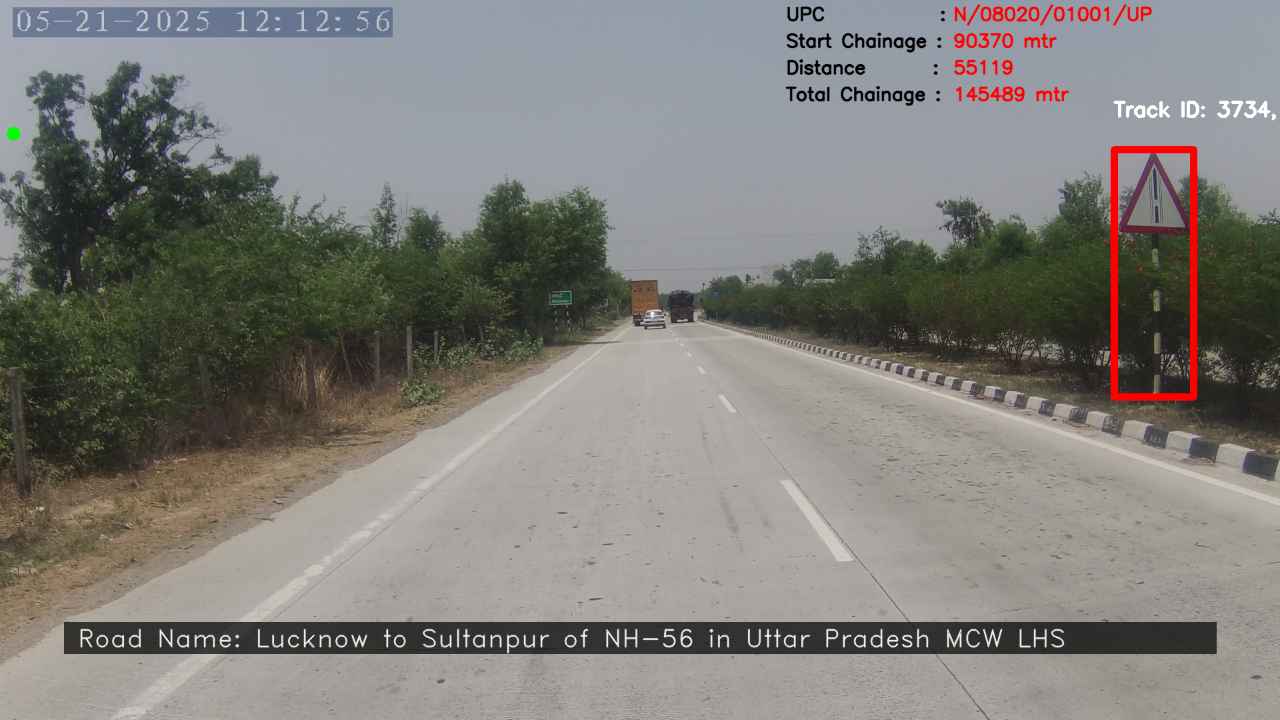 05-21-2025 12:12:56
UPC : N/08020/01001/UP
Start Chainage : 90370 mtr
Distance : 55119
Total Chainage : 145489 mtr
Track ID: 3734,
Road Name: Lucknow to Sultanpur of NH-56 in Uttar Pradesh MCW LHS